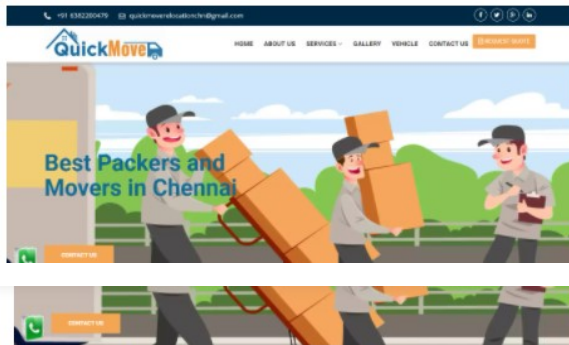 +91 6382280479 quickmoverelocationchn@gmail.com
QuickMove
HOME ABOUT US SERVICES GALLERY VEHICLE CONTACT US REQUEST QUOTE
Best Packers and
Movers in Chennai
CONTACT US
CONTACT US